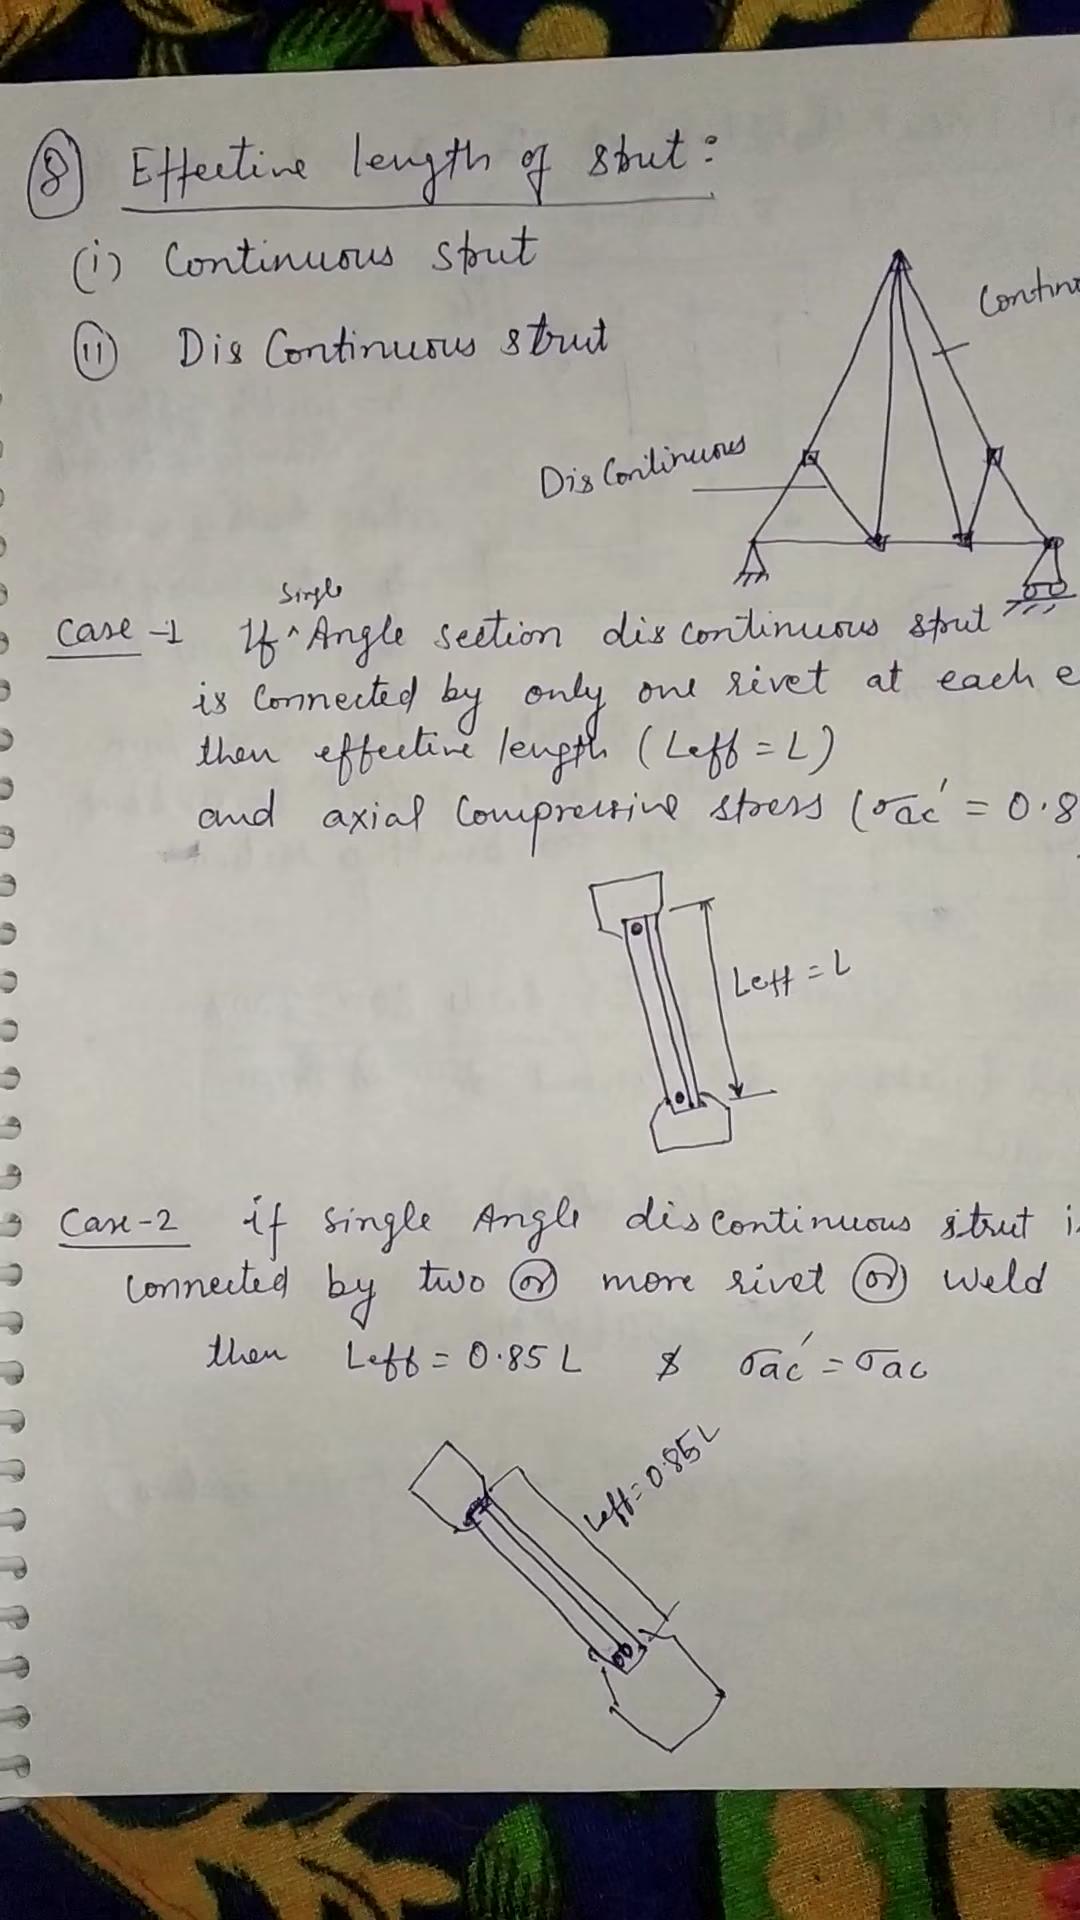 8 Effective length of strut:
(i) Continuous strut
(ii) Dis Continuous strut
Contin
Dis Continuous
Single
Case-1 If ^ Angle section dis continuous strut
is connected by only one rivet at each e
then effective length (Leff = L)
and axial compressive stress (σac' = 0.8
Leff = L
Case-2 if single Angle discontinuous strut is
connected by two or more rivet or weld
then Leff = 0.85 L & σac' = σac
Leff = 0.85L